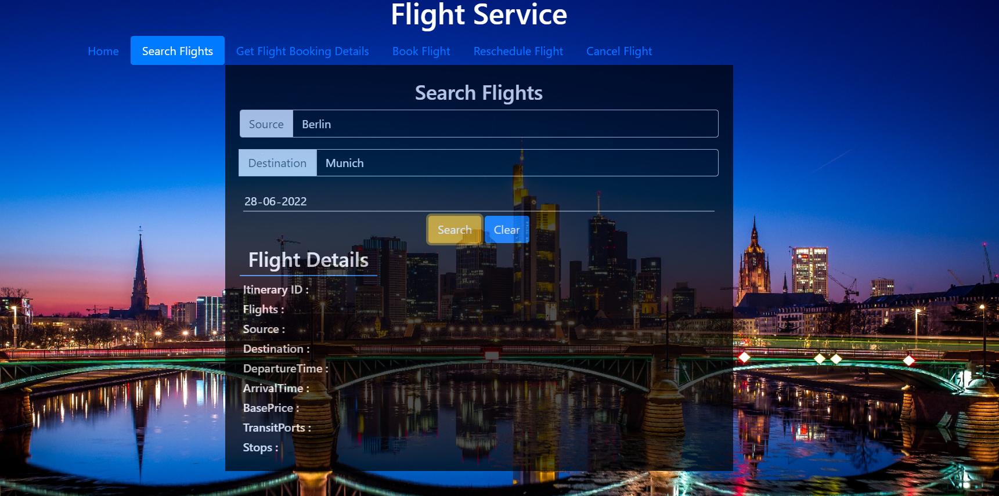 Flight Service
Home Search Flights Get Flight Booking Details Book Flight Reschedule Flight Cancel Flight
Search Flights
Source Berlin
Destination Munich
28-06-2022
Search Clear
Flight Details
Itinerary ID :
Flights :
Source :
Destination :
DepartureTime :
ArrivalTime :
BasePrice :
TransitPorts :
Stops :